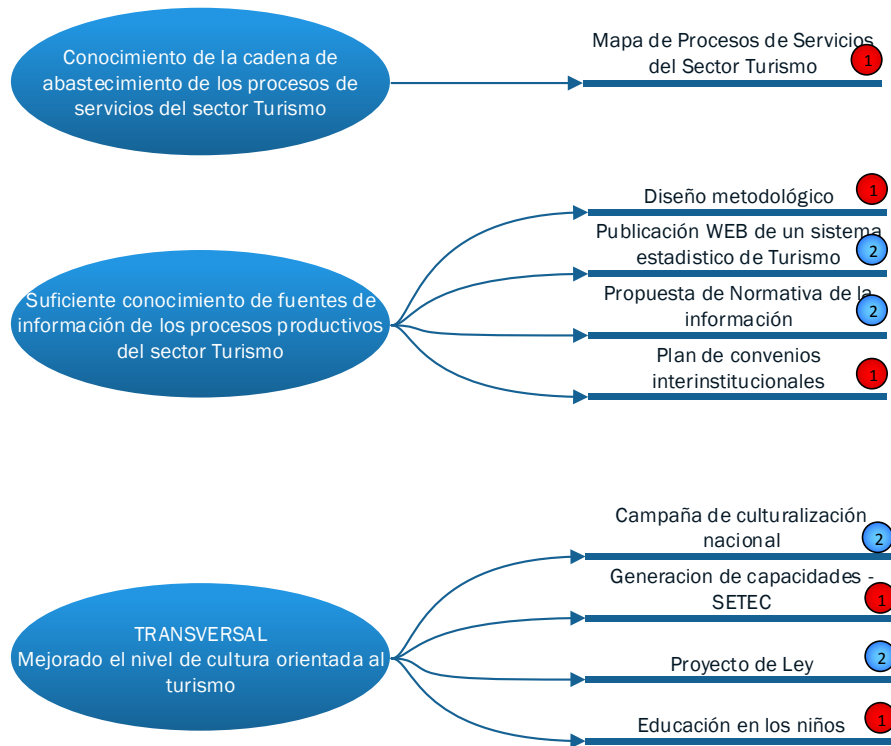 Conocimiento de la cadena de
abastecimiento de los procesos de
servicios del sector Turismo
Mapa de Procesos de Servicios
del Sector Turismo
1
Suficiente conocimiento de fuentes de
información de los procesos productivos
del sector Turismo
Diseño metodológico
1
Publicación WEB de un sistema
estadistico de Turismo
2
Propuesta de Normativa de la
información
2
Plan de convenios
interinstitucionales
1
TRANSVERSAL
Mejorado el nivel de cultura orientada al
turismo
Campaña de culturalización
nacional
2
Generacion de capacidades -
SETEC
1
Proyecto de Ley
2
Educación en los niños
1